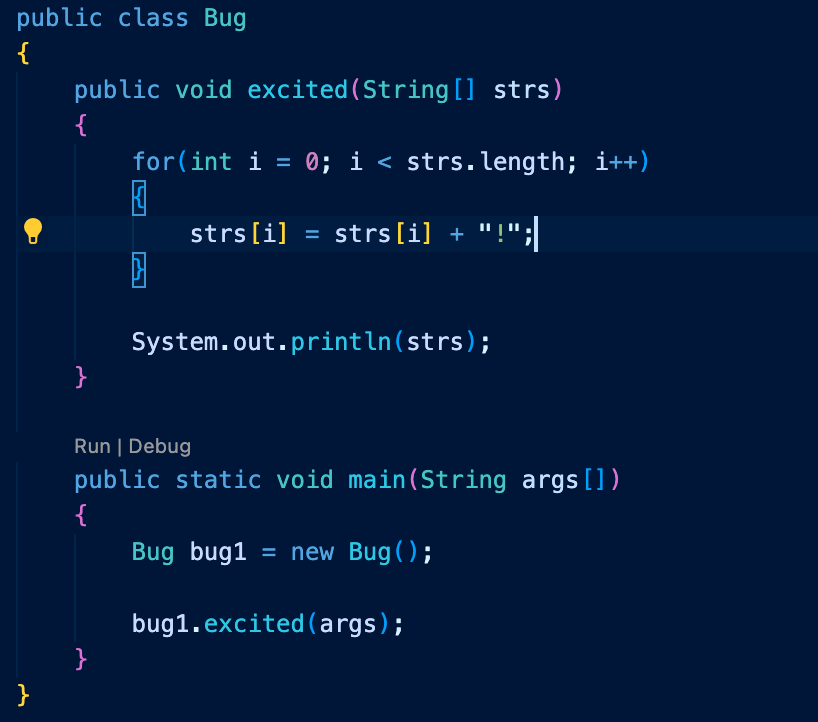 public class Bug
{
    public void excited(String[] strs)
    {
        for(int i = 0; i < strs.length; i++)
        {
            strs[i] = strs[i] + "!";
        }

        System.out.println(strs);
    }

    Run | Debug
    public static void main(String args[])
    {
        Bug bug1 = new Bug();

        bug1.excited(args);
    }
}